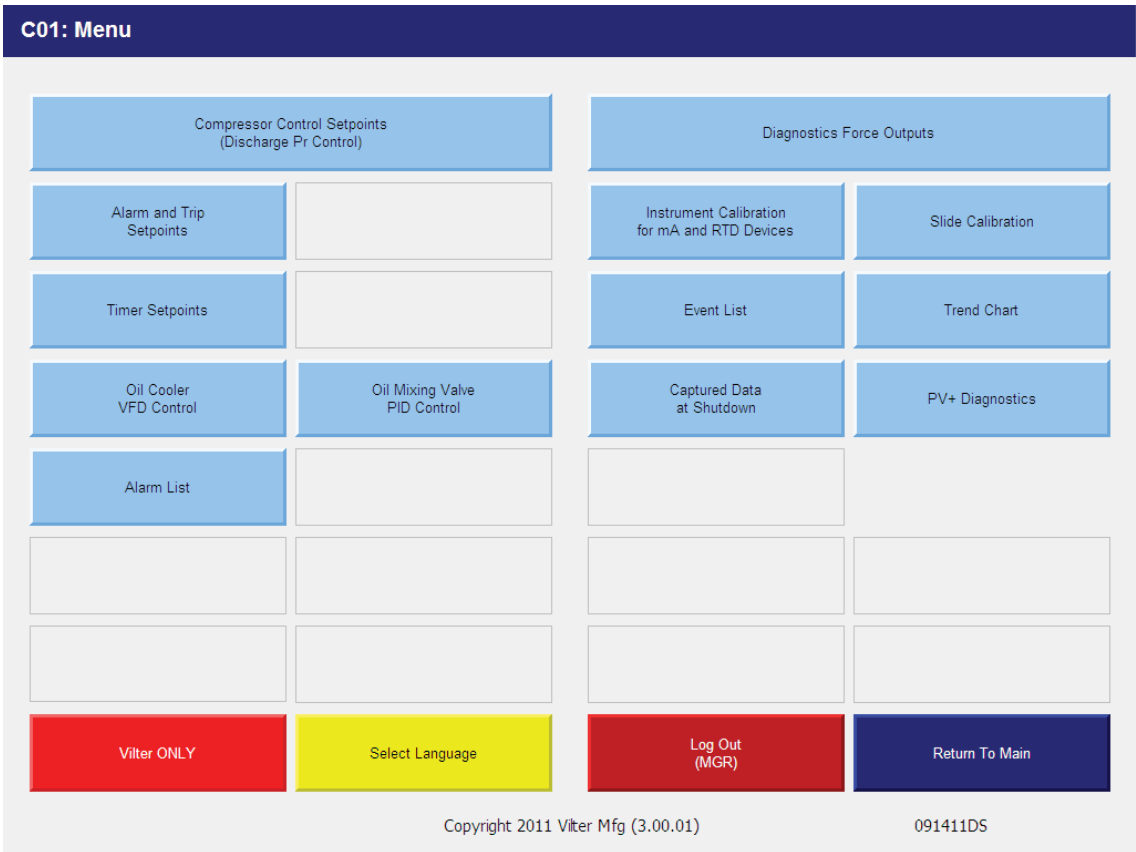 C01: Menu
Compressor Control Setpoints
(Discharge Pr Control)
Diagnostics Force Outputs
Alarm and Trip
Setpoints
Instrument Calibration
for mA and RTD Devices
Slide Calibration
Timer Setpoints
Event List
Trend Chart
Oil Cooler
VFD Control
Oil Mixing Valve
PID Control
Captured Data
at Shutdown
PV+ Diagnostics
Alarm List
Vilter ONLY
Select Language
Log Out
(MGR)
Return To Main
Copyright 2011 Vilter Mfg (3.00.01)
091411DS